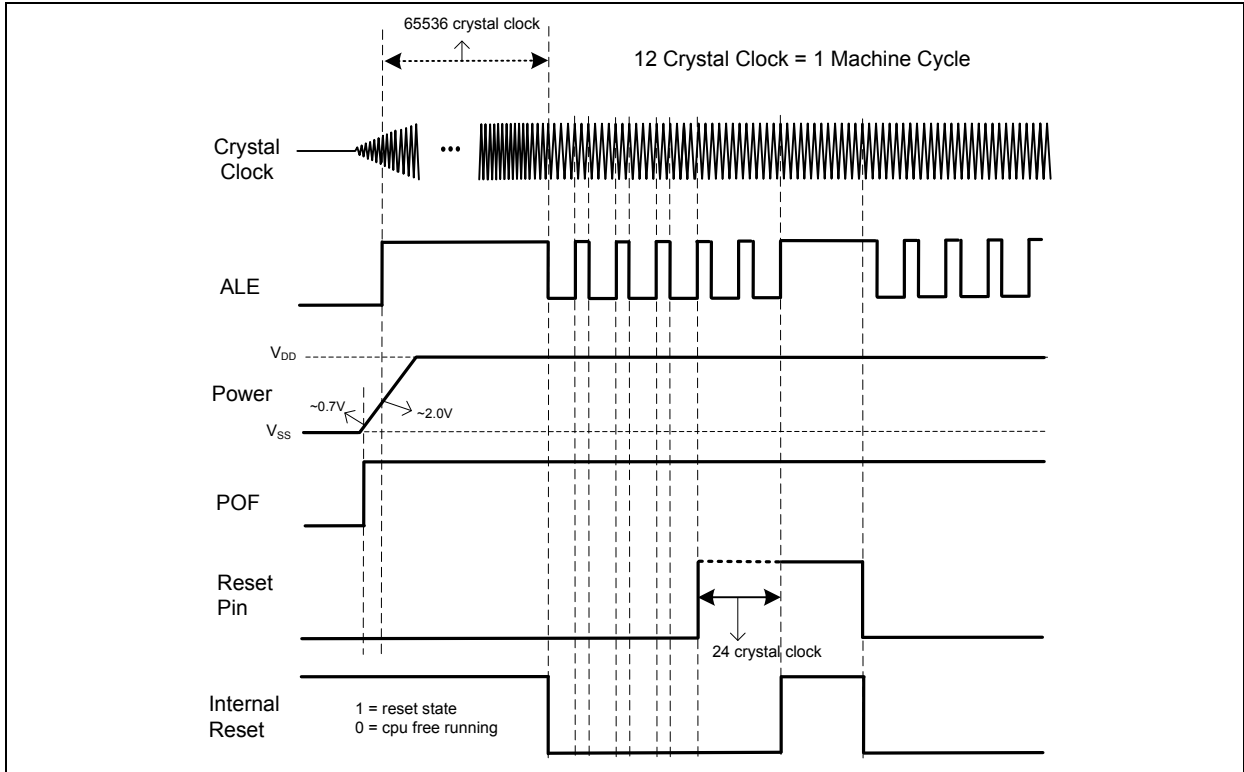 65536 crystal clock
12 Crystal Clock = 1 Machine Cycle
Crystal
Clock
ALE
VDD
Power
~0.7V
~2.0V
VSS
POF
Reset
Pin
24 crystal clock
Internal
Reset
1 = reset state
0 = cpu free running